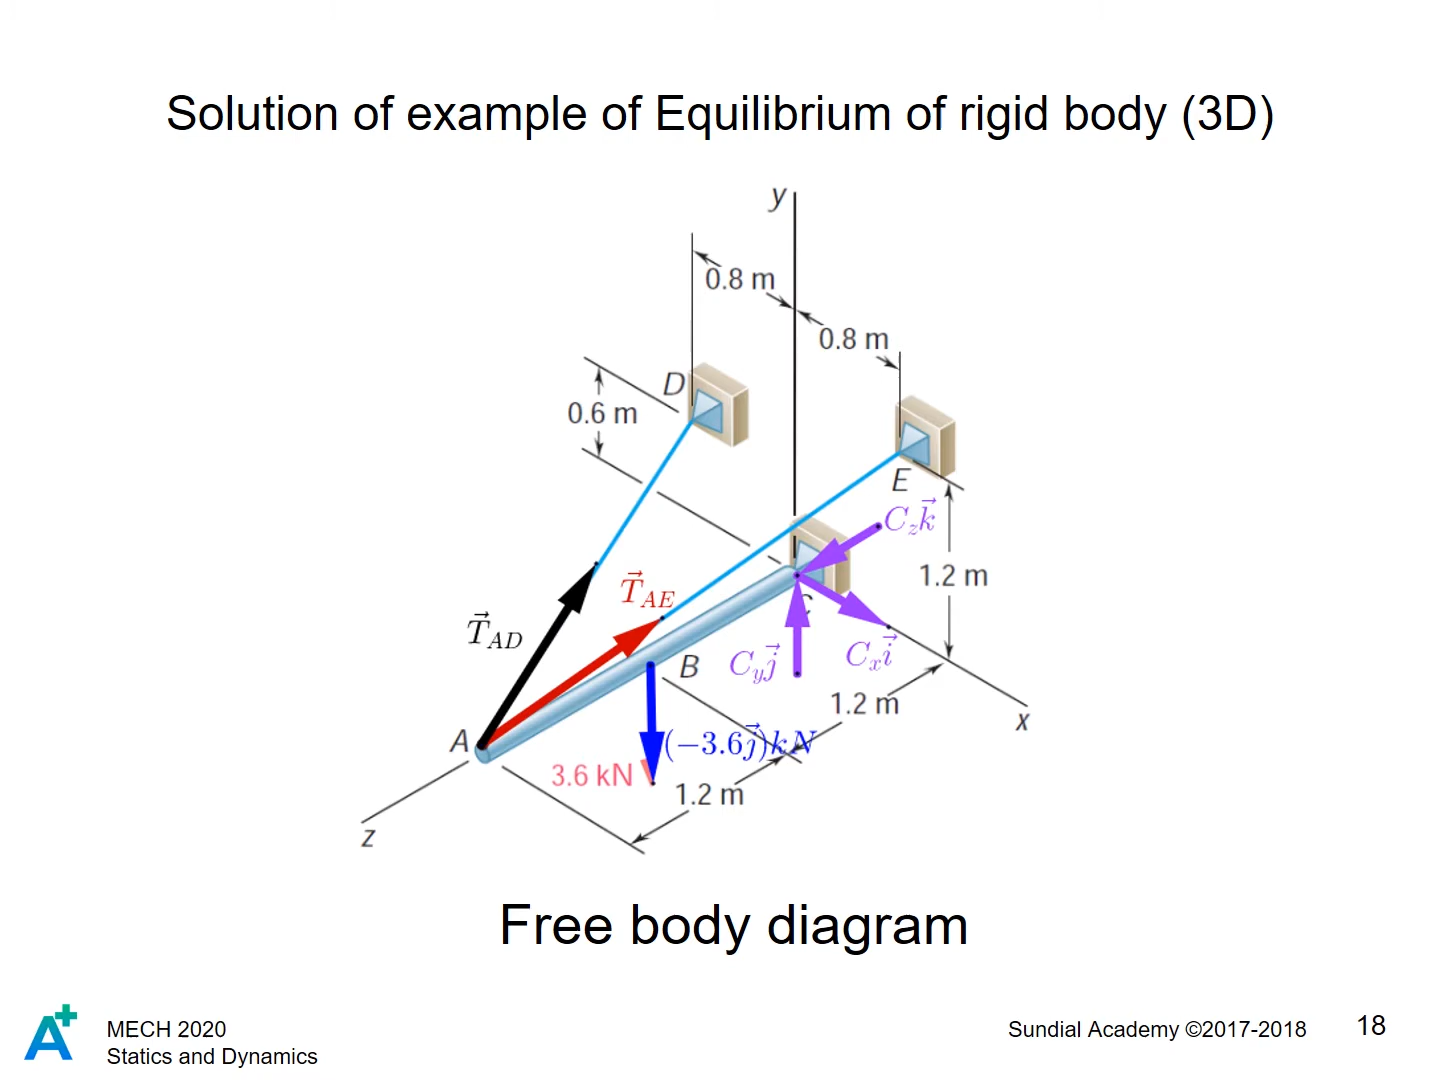 Solution of example of Equilibrium of rigid body (3D)
y
0.8 m
0.8 m
D
0.6 m
E
C_z k⃗
1.2 m
T⃗_AE
T⃗_AD
B
C_y j⃗
C_x i⃗
C
1.2 m
x
A
(−3.6j⃗)kN
3.6 kN
1.2 m
z
Free body diagram
A+
MECH 2020
Statics and Dynamics
Sundial Academy ©2017-2018
18